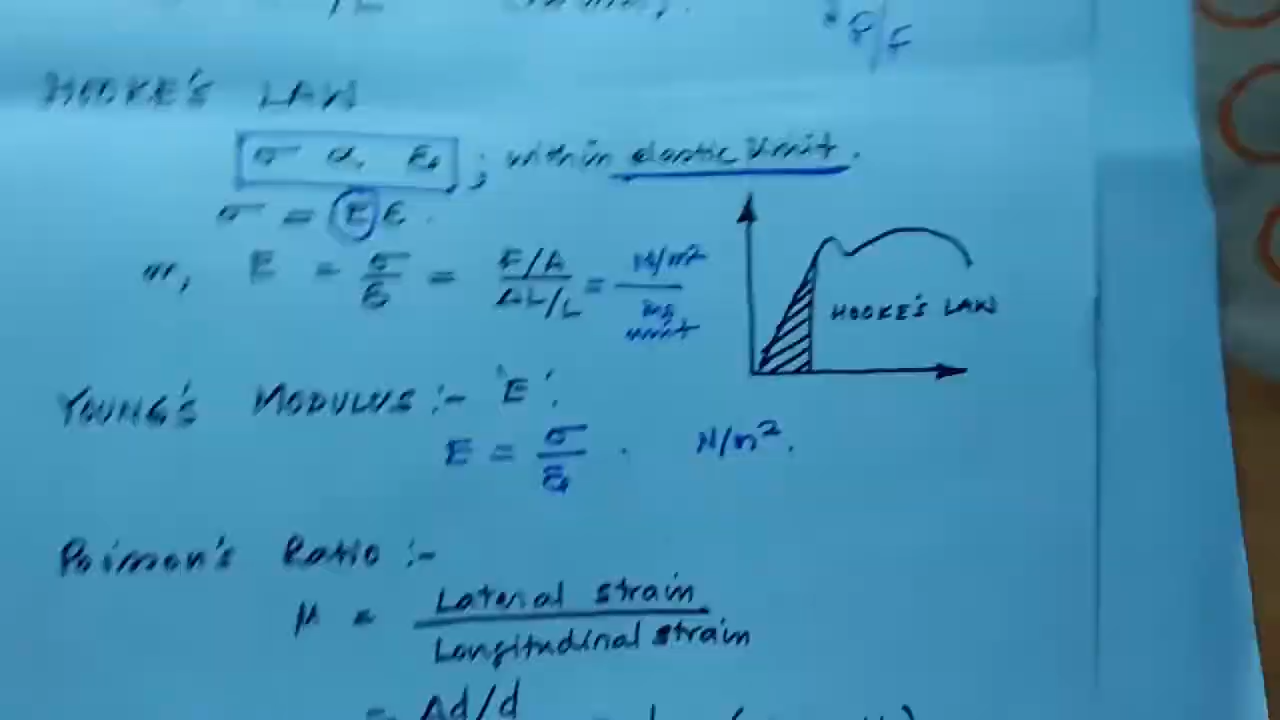 HOOKE'S LAW
σ α ε ; within elastic limit.
σ = E ε .
or, E = σ/ε = F/A / ΔL/L = N/m² / no unit
HOOKE'S LAW
YOUNG'S MODULUS :- 'E'.
E = σ/ε . N/m².
Poisson's Ratio :-
μ = Lateral strain / Longitudinal strain
= Δd/d